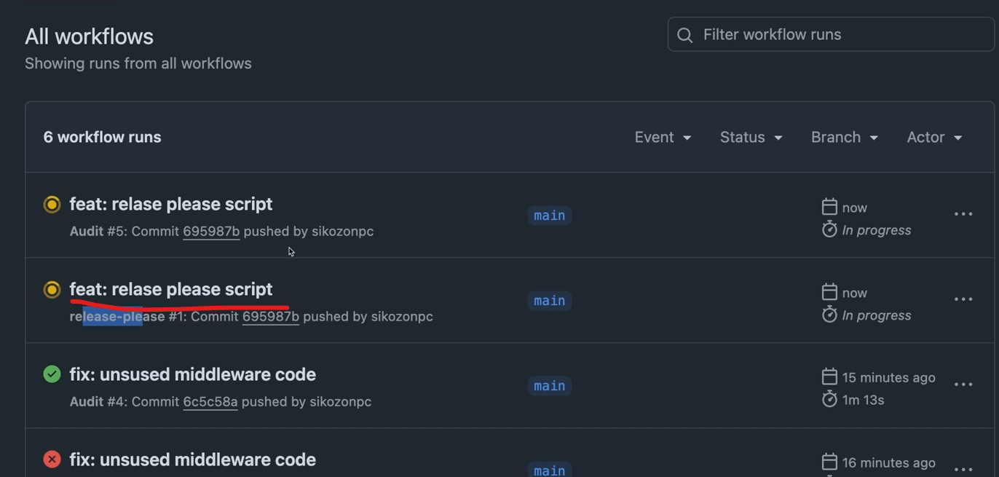 All workflows
Filter workflow runs
Showing runs from all workflows
6 workflow runs
Event
Status
Branch
Actor
feat: relase please script
main
now
Audit #5: Commit 695987b pushed by sikozonpc
In progress
feat: relase please script
main
now
release-please #1: Commit 695987b pushed by sikozonpc
In progress
fix: unsused middleware code
main
15 minutes ago
Audit #4: Commit 6c5c58a pushed by sikozonpc
1m 13s
fix: unsused middleware code
main
16 minutes ago